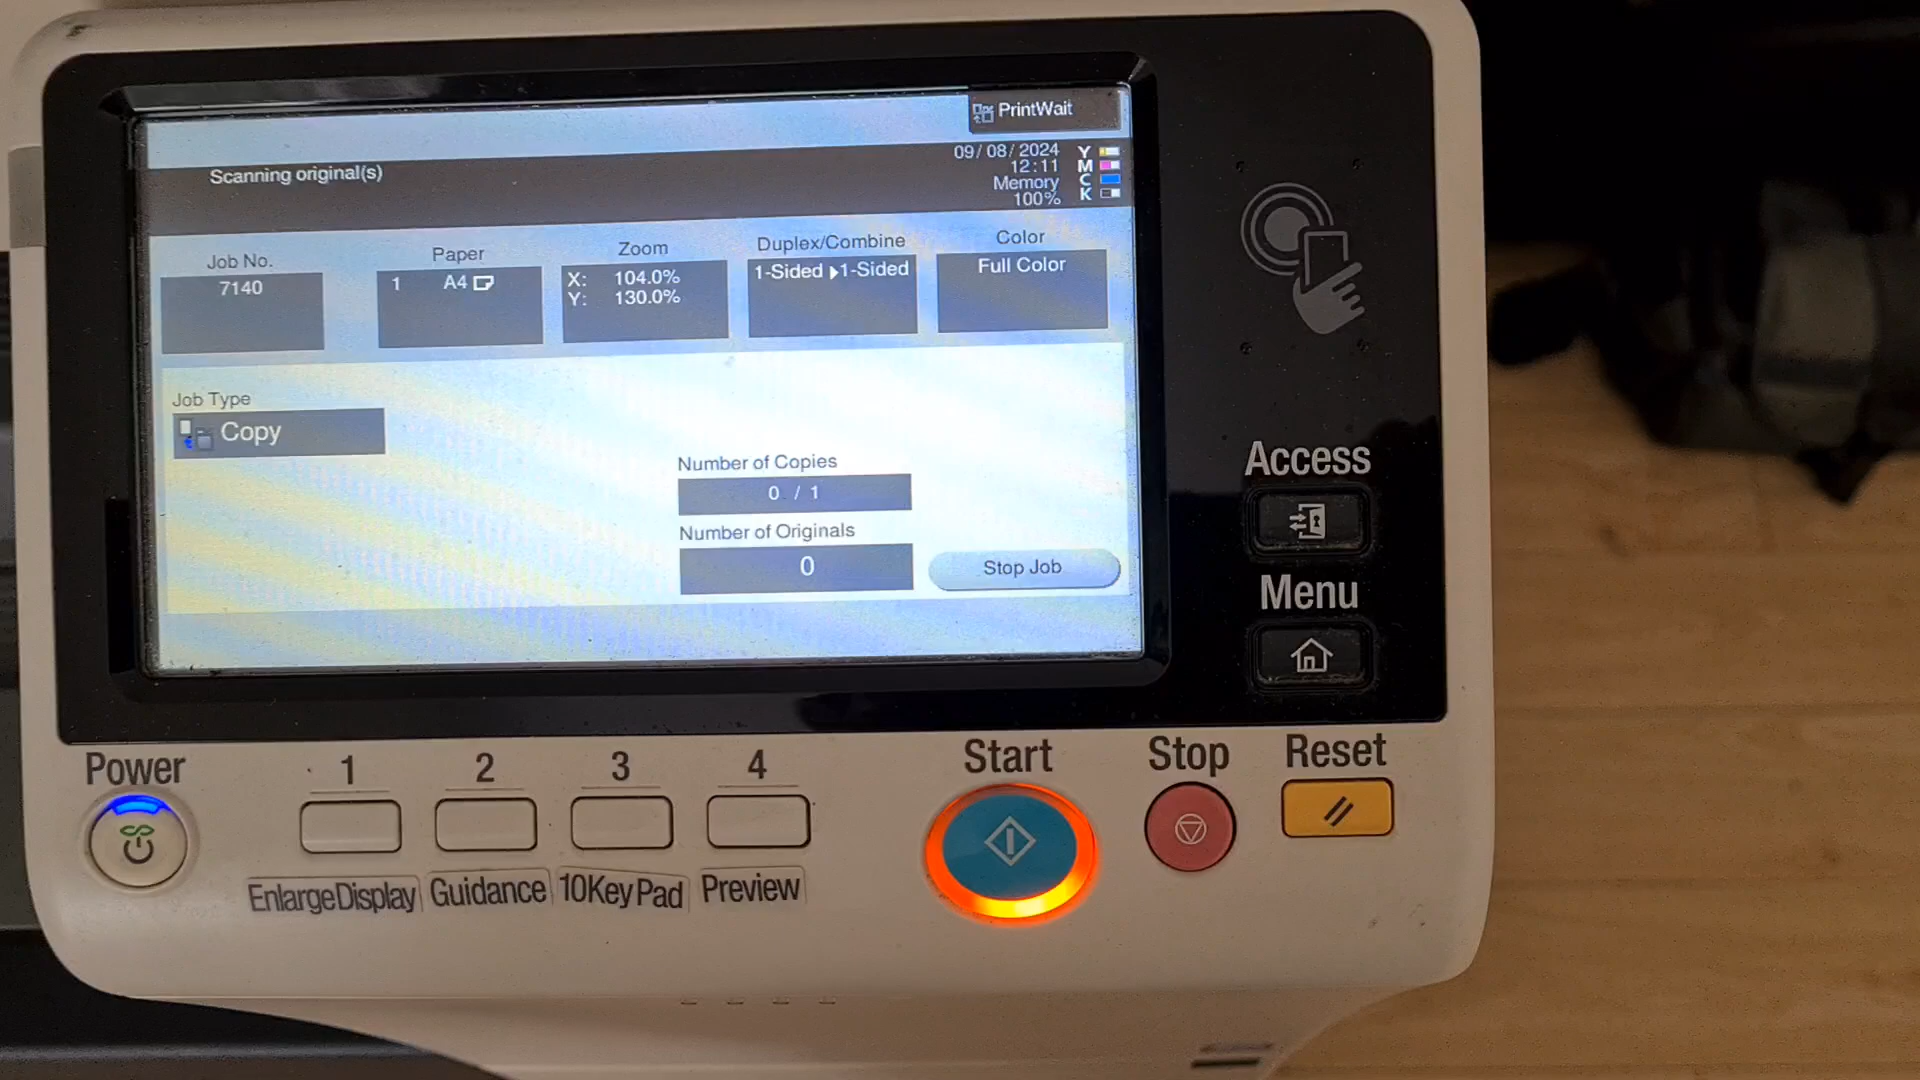 PrintWait
Scanning original(s)
09/08/2024
12:11
Memory
100%
Y
M
C
K
Job No.
7140
Paper
1 A4
Zoom
X: 104.0%
Y: 130.0%
Duplex/Combine
1-Sided ▶1-Sided
Color
Full Color
Job Type
Copy
Number of Copies
0 / 1
Number of Originals
0
Stop Job
Access
Menu
Power
1
2
3
4
Start
Stop
Reset
EnlargeDisplay
Guidance
10Key Pad
Preview